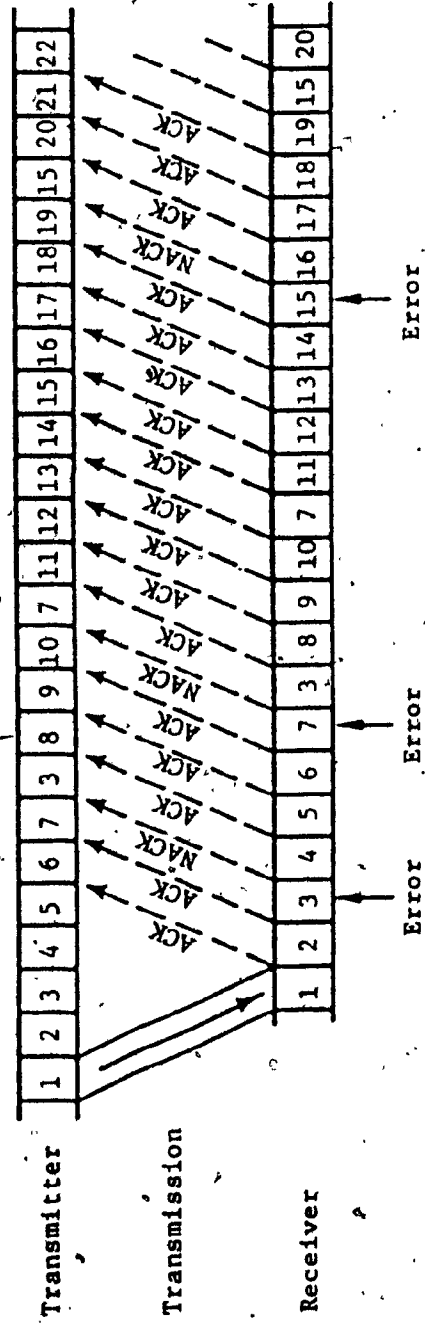 Transmitter 1 2 3 4 5 6 7 3 8 9 10 7 11 12 13 14 15 16 17 18 19 15 20 21 22
Transmission ACK ACK NACK ACK ACK ACK NACK ACK ACK ACK ACK ACK ACK ACK ACK ACK NACK ACK ACK ACK
Receiver 1 2 3 4 5 6 7 3 8 9 10 7 11 12 13 14 15 16 17 18 19 15 20
Error Error Error